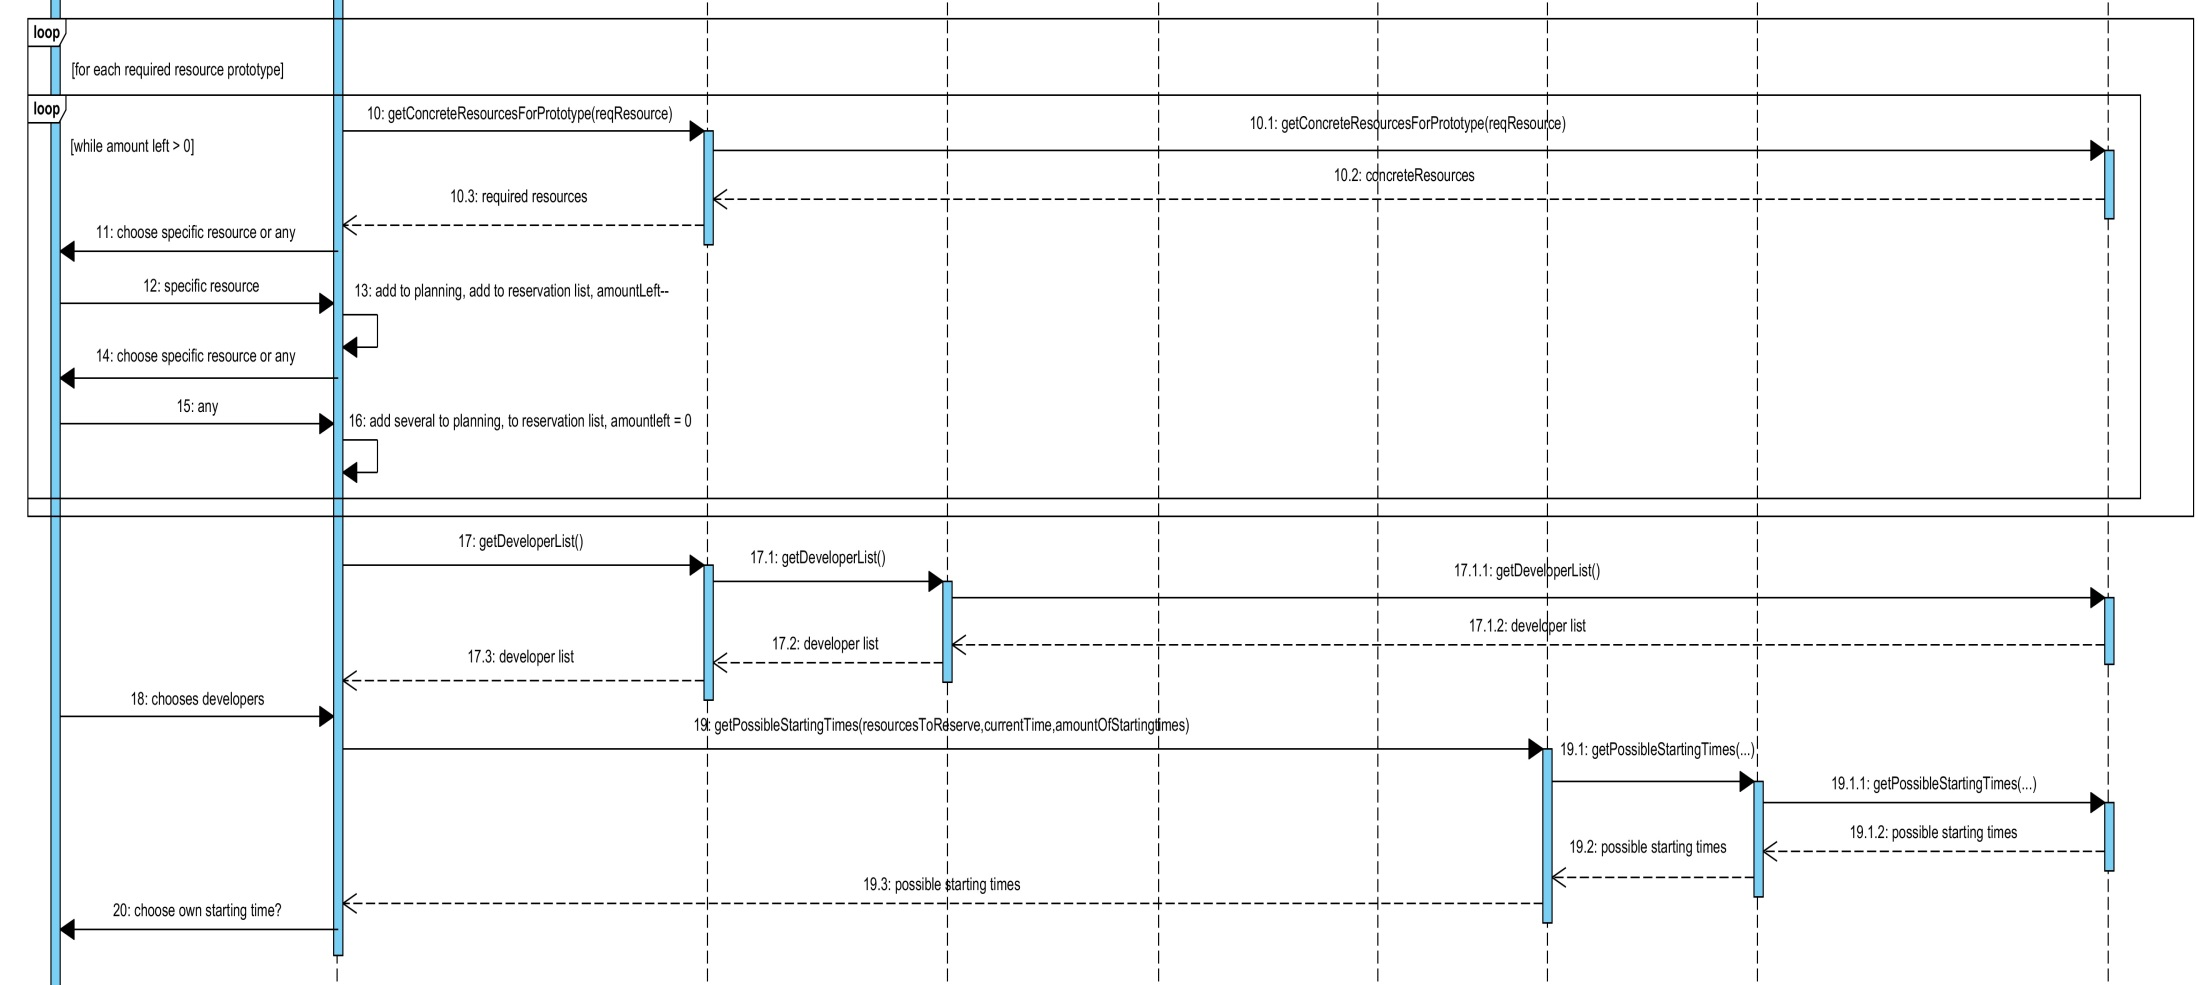 loop
[for each required resource prototype]
loop
10: getConcreteResourcesForPrototype(reqResource)
10.1: getConcreteResourcesForPrototype(reqResource)
[while amount left > 0]
10.2: concreteResources
10.3: required resources
11: choose specific resource or any
12: specific resource
13: add to planning, add to reservation list, amountLeft--
14: choose specific resource or any
15: any
16: add several to planning, to reservation list, amountleft = 0
17: getDeveloperList()
17.1: getDeveloperList()
17.1.1: getDeveloperList()
17.1.2: developer list
17.2: developer list
17.3: developer list
18: chooses developers
19: getPossibleStartingTimes(resourcesToReserve,currentTime,amountOfStartingtimes)
19.1: getPossibleStartingTimes(...)
19.1.1: getPossibleStartingTimes(...)
19.1.2: possible starting times
19.2: possible starting times
19.3: possible starting times
20: choose own starting time?